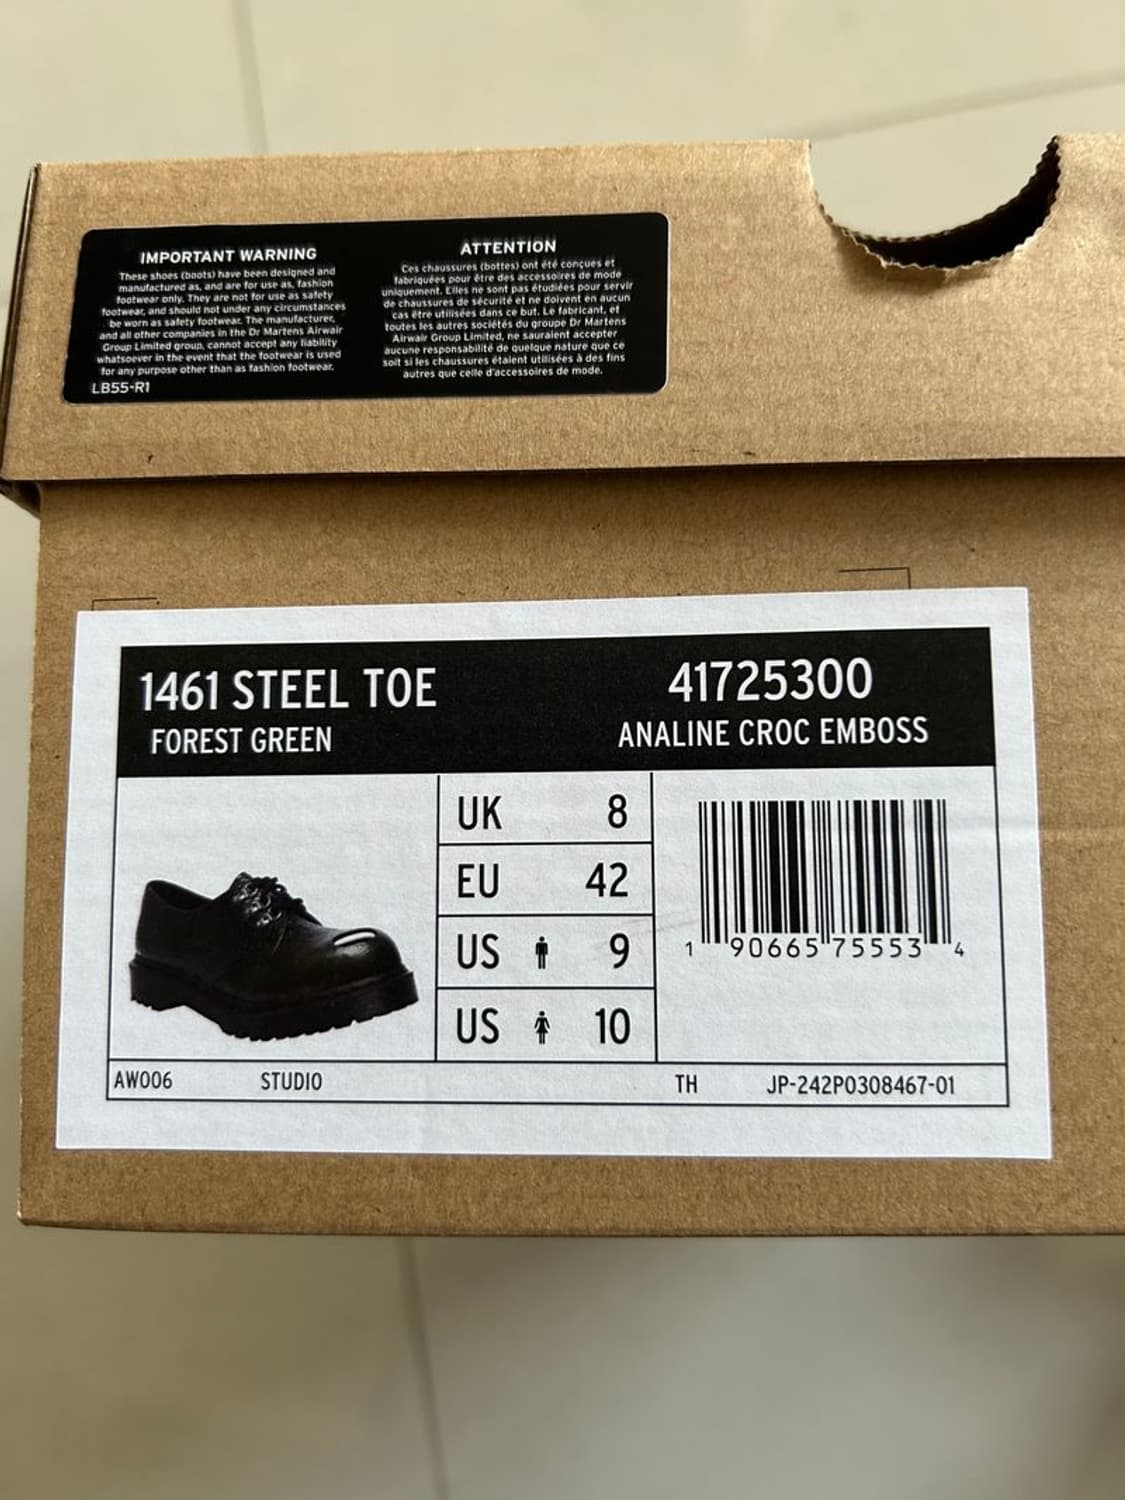 IMPORTANT WARNING
These shoes (boots) have been designed and
manufactured as, and are for use as, fashion
footwear only. They are not for use as safety
footwear, and should not under any circumstances
be worn as safety footwear. The manufacturer,
and all other companies in the Dr Martens Airwair
Group Limited group, cannot accept any liability
whatsoever in the event that the footwear is used
for any purpose other than as fashion footwear.
LB55-R1
ATTENTION
Ces chaussures (bottes) ont été conçues et
fabriquées pour être des accessoires de mode
uniquement. Elles ne sont pas étudiées pour servir
de chaussures de sécurité et ne doivent en aucun
cas être utilisées dans ce but. Le fabricant, et
toutes les autres sociétés du groupe Dr Martens
Airwair Group Limited, ne sauraient accepter
aucune responsabilité de quelque nature que ce
soit si les chaussures étaient utilisées à des fins
autres que celle d'accessoires de mode.
1461 STEEL TOE
FOREST GREEN
41725300
ANALINE CROC EMBOSS
UK 8
EU 42
US 9
US 10
1 90665 75553 4
AW006 STUDIO TH JP-242P0308467-01